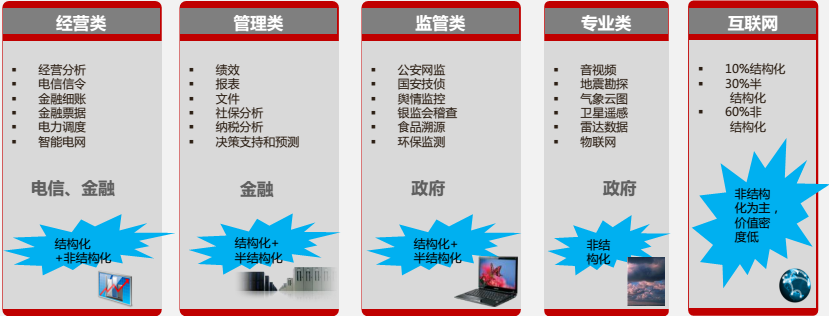 经营类
经营分析
电信信令
金融细账
金融票据
电力调度
智能电网
电信、金融
结构化
+非结构化
管理类
绩效
报表
文件
社保分析
纳税分析
决策支持和预测
金融
结构化+
半结构化
监管类
公安网监
国安技侦
舆情监控
银监会稽查
食品溯源
环保监测
政府
结构化+
半结构化
专业类
音视频
地震勘探
气象云图
卫星遥感
雷达数据
物联网
政府
非结
构化
互联网
10%结构化
30%半
结构化
60%非
结构化
非结构
化为主，
价值密
度低